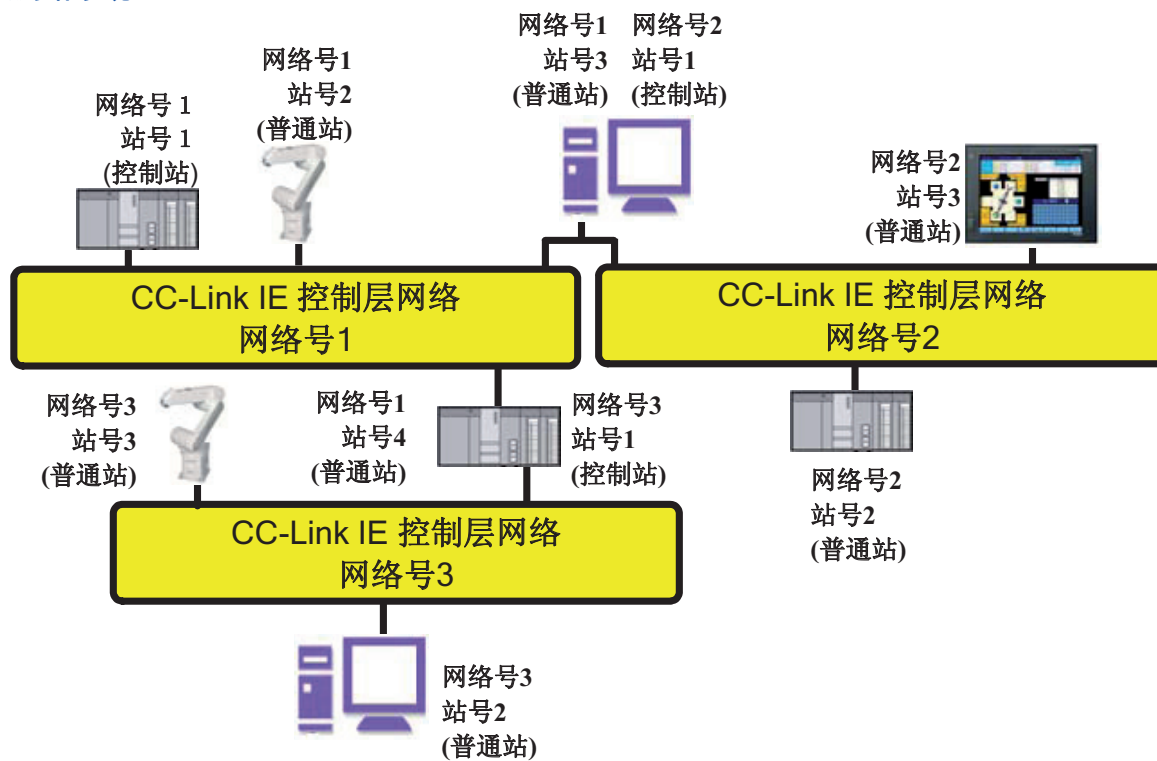 网络号1
站号3
(普通站)
网络号2
站号1
(控制站)
网络号1
站号2
(普通站)
网络号 1
站号 1
(控制站)
网络号2
站号3
(普通站)
CC-Link IE 控制层网络
网络号1
CC-Link IE 控制层网络
网络号2
网络号3
站号3
(普通站)
网络号1
站号4
(普通站)
网络号3
站号1
(控制站)
网络号2
站号2
(普通站)
CC-Link IE 控制层网络
网络号3
网络号3
站号2
(普通站)